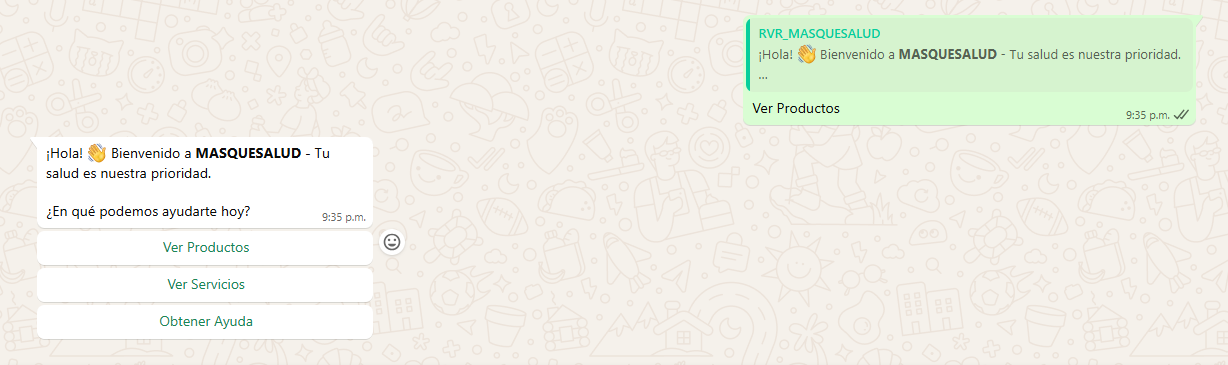 RVR_MASQUESALUD
¡Hola! 👋 Bienvenido a MASQUESALUD - Tu salud es nuestra prioridad.
...
Ver Productos
9:35 p.m.
¡Hola! 👋 Bienvenido a MASQUESALUD - Tu
salud es nuestra prioridad.
¿En qué podemos ayudarte hoy?
9:35 p.m.
Ver Productos
Ver Servicios
Obtener Ayuda